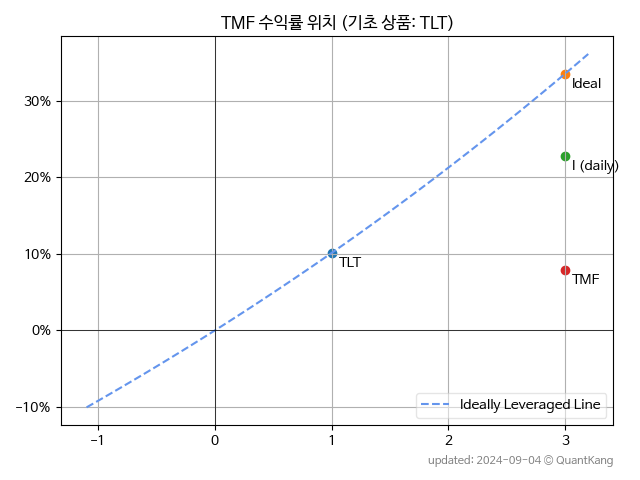 TMF 수익률 위치 (기초 상품: TLT)
30%
20%
10%
0%
−10%
Ideal
I (daily)
TLT
TMF
Ideally Leveraged Line
−1
0
1
2
3
updated: 2024-09-04 © QuantKang